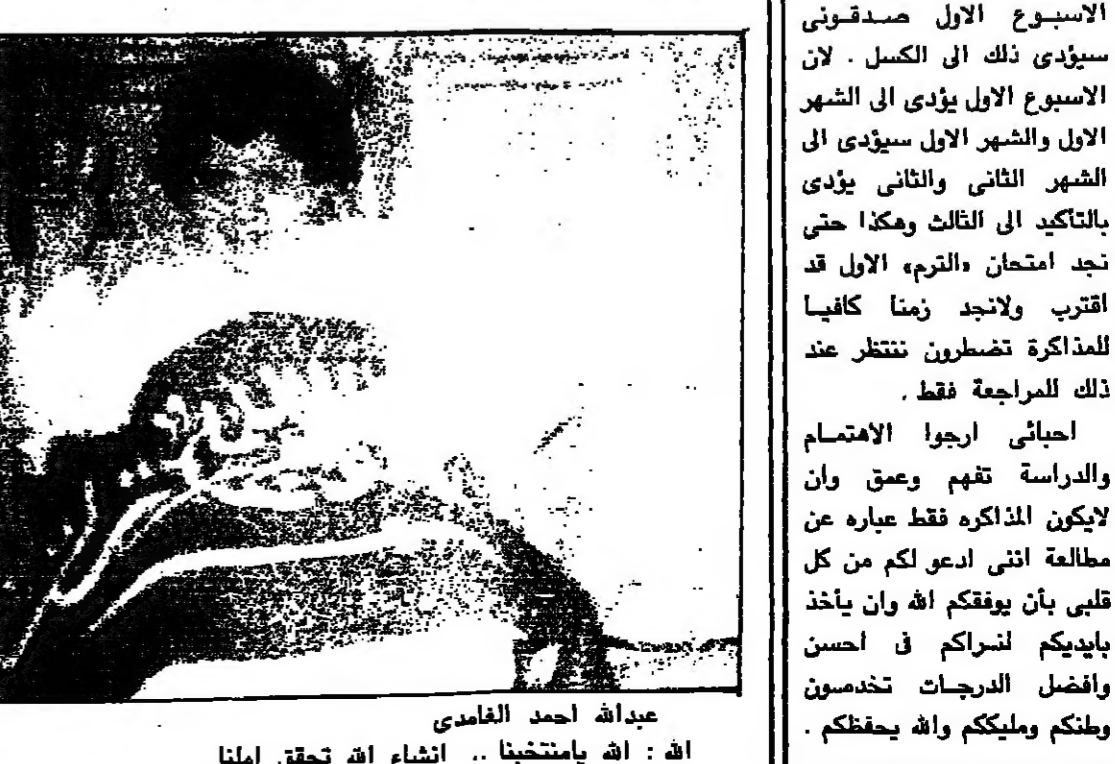 الاسبوع الاول صدقونى
سيؤدى ذلك الى الكسل . لان
الاسبوع الاول يؤدى الى الشهر
الاول والشهر الاول سيؤدى الى
الشهر الثانى والثانى يؤدى
بالتأكيد الى الثالث وهكذا حتى
نجد امتحان «الترم» الاول قد
اقترب ولانجد زمنا كافيا
للمذاكرة تضطرون ننتظر عند
ذلك للمراجعة فقط .
احبائى ارجوا الاهتمام
والدراسة تفهم وعمق وان
لايكون المذاكره فقط عباره عن
مطالعة اننى ادعو لكم من كل
قلبى بأن يوفقكم الله وان يأخذ
بايديكم لنراكم فى احسن
وافضل الدرجات تخدمون
وطنكم ومليككم والله يحفظكم .
عبدالله احمد الغامدى
الله : الله يامنتخبنا .. انشاء الله تحقق املنا